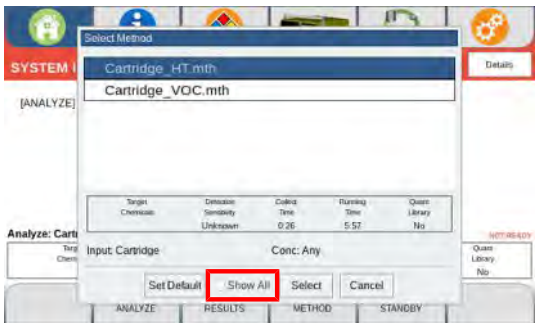 Select Method
SYSTEM
Cartridge_HT.mth
Details
Cartridge_VOC.mth
[ANALYZE]
Target Chemicals
Detection Sensitivity
Collect Time
Running Time
Quant Library
Unknown
0:26
5:57
No
Analyze:
NOT READY
Input: Cartridge
Conc: Any
Quant Library
No
Set Default
Show All
Select
Cancel
ANALYZE
RESULTS
METHOD
STANDBY